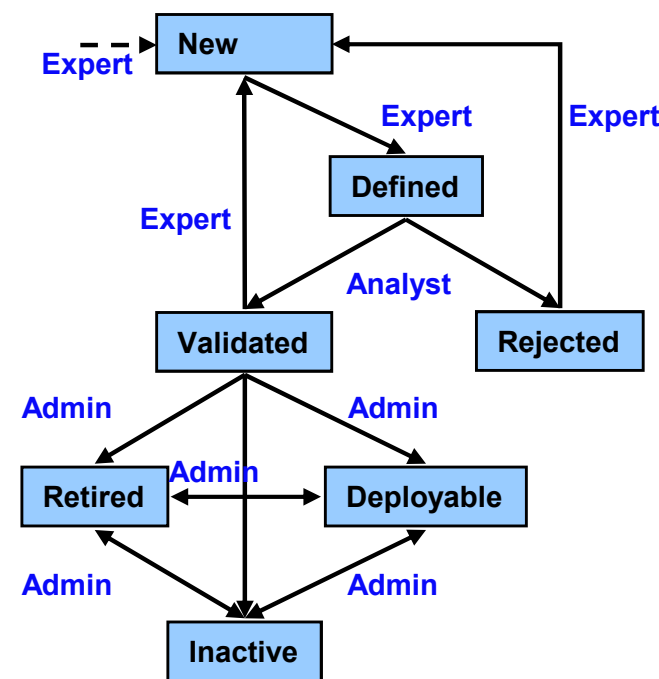 New
Expert
Expert
Expert
Defined
Expert
Analyst
Validated
Rejected
Admin
Admin
Admin
Retired
Deployable
Admin
Admin
Inactive